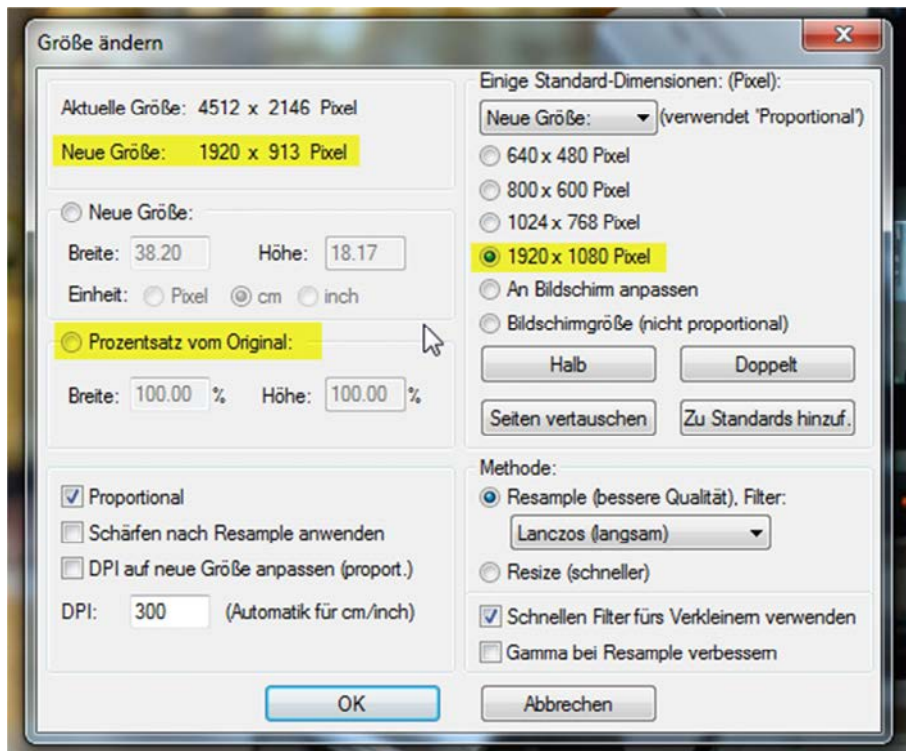 Größe ändern
Aktuelle Größe: 4512 x 2146 Pixel
Neue Größe: 1920 x 913 Pixel
Neue Größe:
Breite: 38.20 Höhe: 18.17
Einheit: Pixel cm inch
Prozentsatz vom Original:
Breite: 100.00 % Höhe: 100.00 %
Proportional
Schärfen nach Resample anwenden
DPI auf neue Größe anpassen (proport.)
DPI: 300 (Automatik für cm/inch)
Einige Standard-Dimensionen: (Pixel):
Neue Größe: (verwendet 'Proportional')
640 x 480 Pixel
800 x 600 Pixel
1024 x 768 Pixel
1920 x 1080 Pixel
An Bildschirm anpassen
Bildschirmgröße (nicht proportional)
Halb Doppelt
Seiten vertauschen Zu Standards hinzuf.
Methode:
Resample (bessere Qualität), Filter:
Lanczos (langsam)
Resize (schneller)
Schnellen Filter fürs Verkleinern verwenden
Gamma bei Resample verbessern
OK Abbrechen